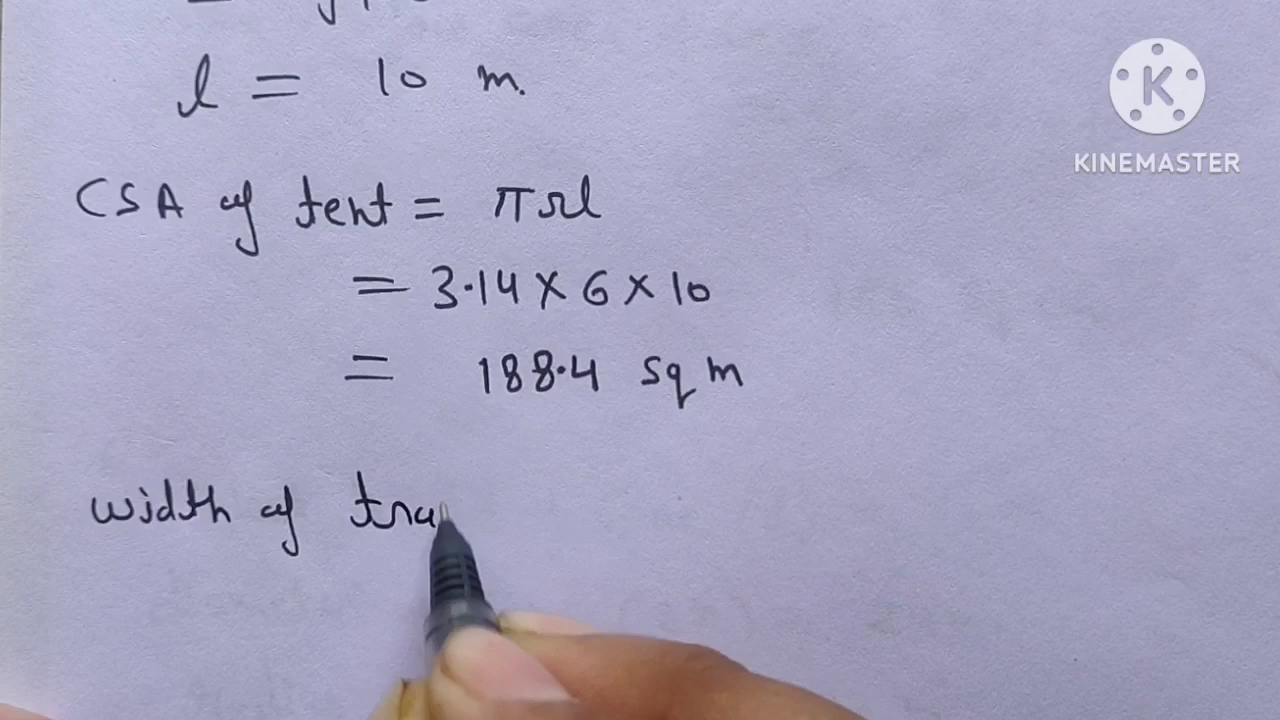 l = 10 m.
CSA of tent = πrl
= 3.14 × 6 × 10
= 188.4 sq m
width of tra
K
KINEMASTER